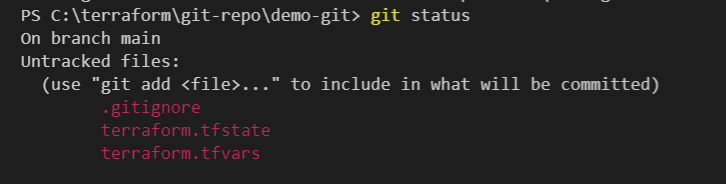 PS C:\terraform\git-repo\demo-git> git status
On branch main
Untracked files:
  (use "git add <file>..." to include in what will be committed)
        .gitignore
        terraform.tfstate
        terraform.tfvars